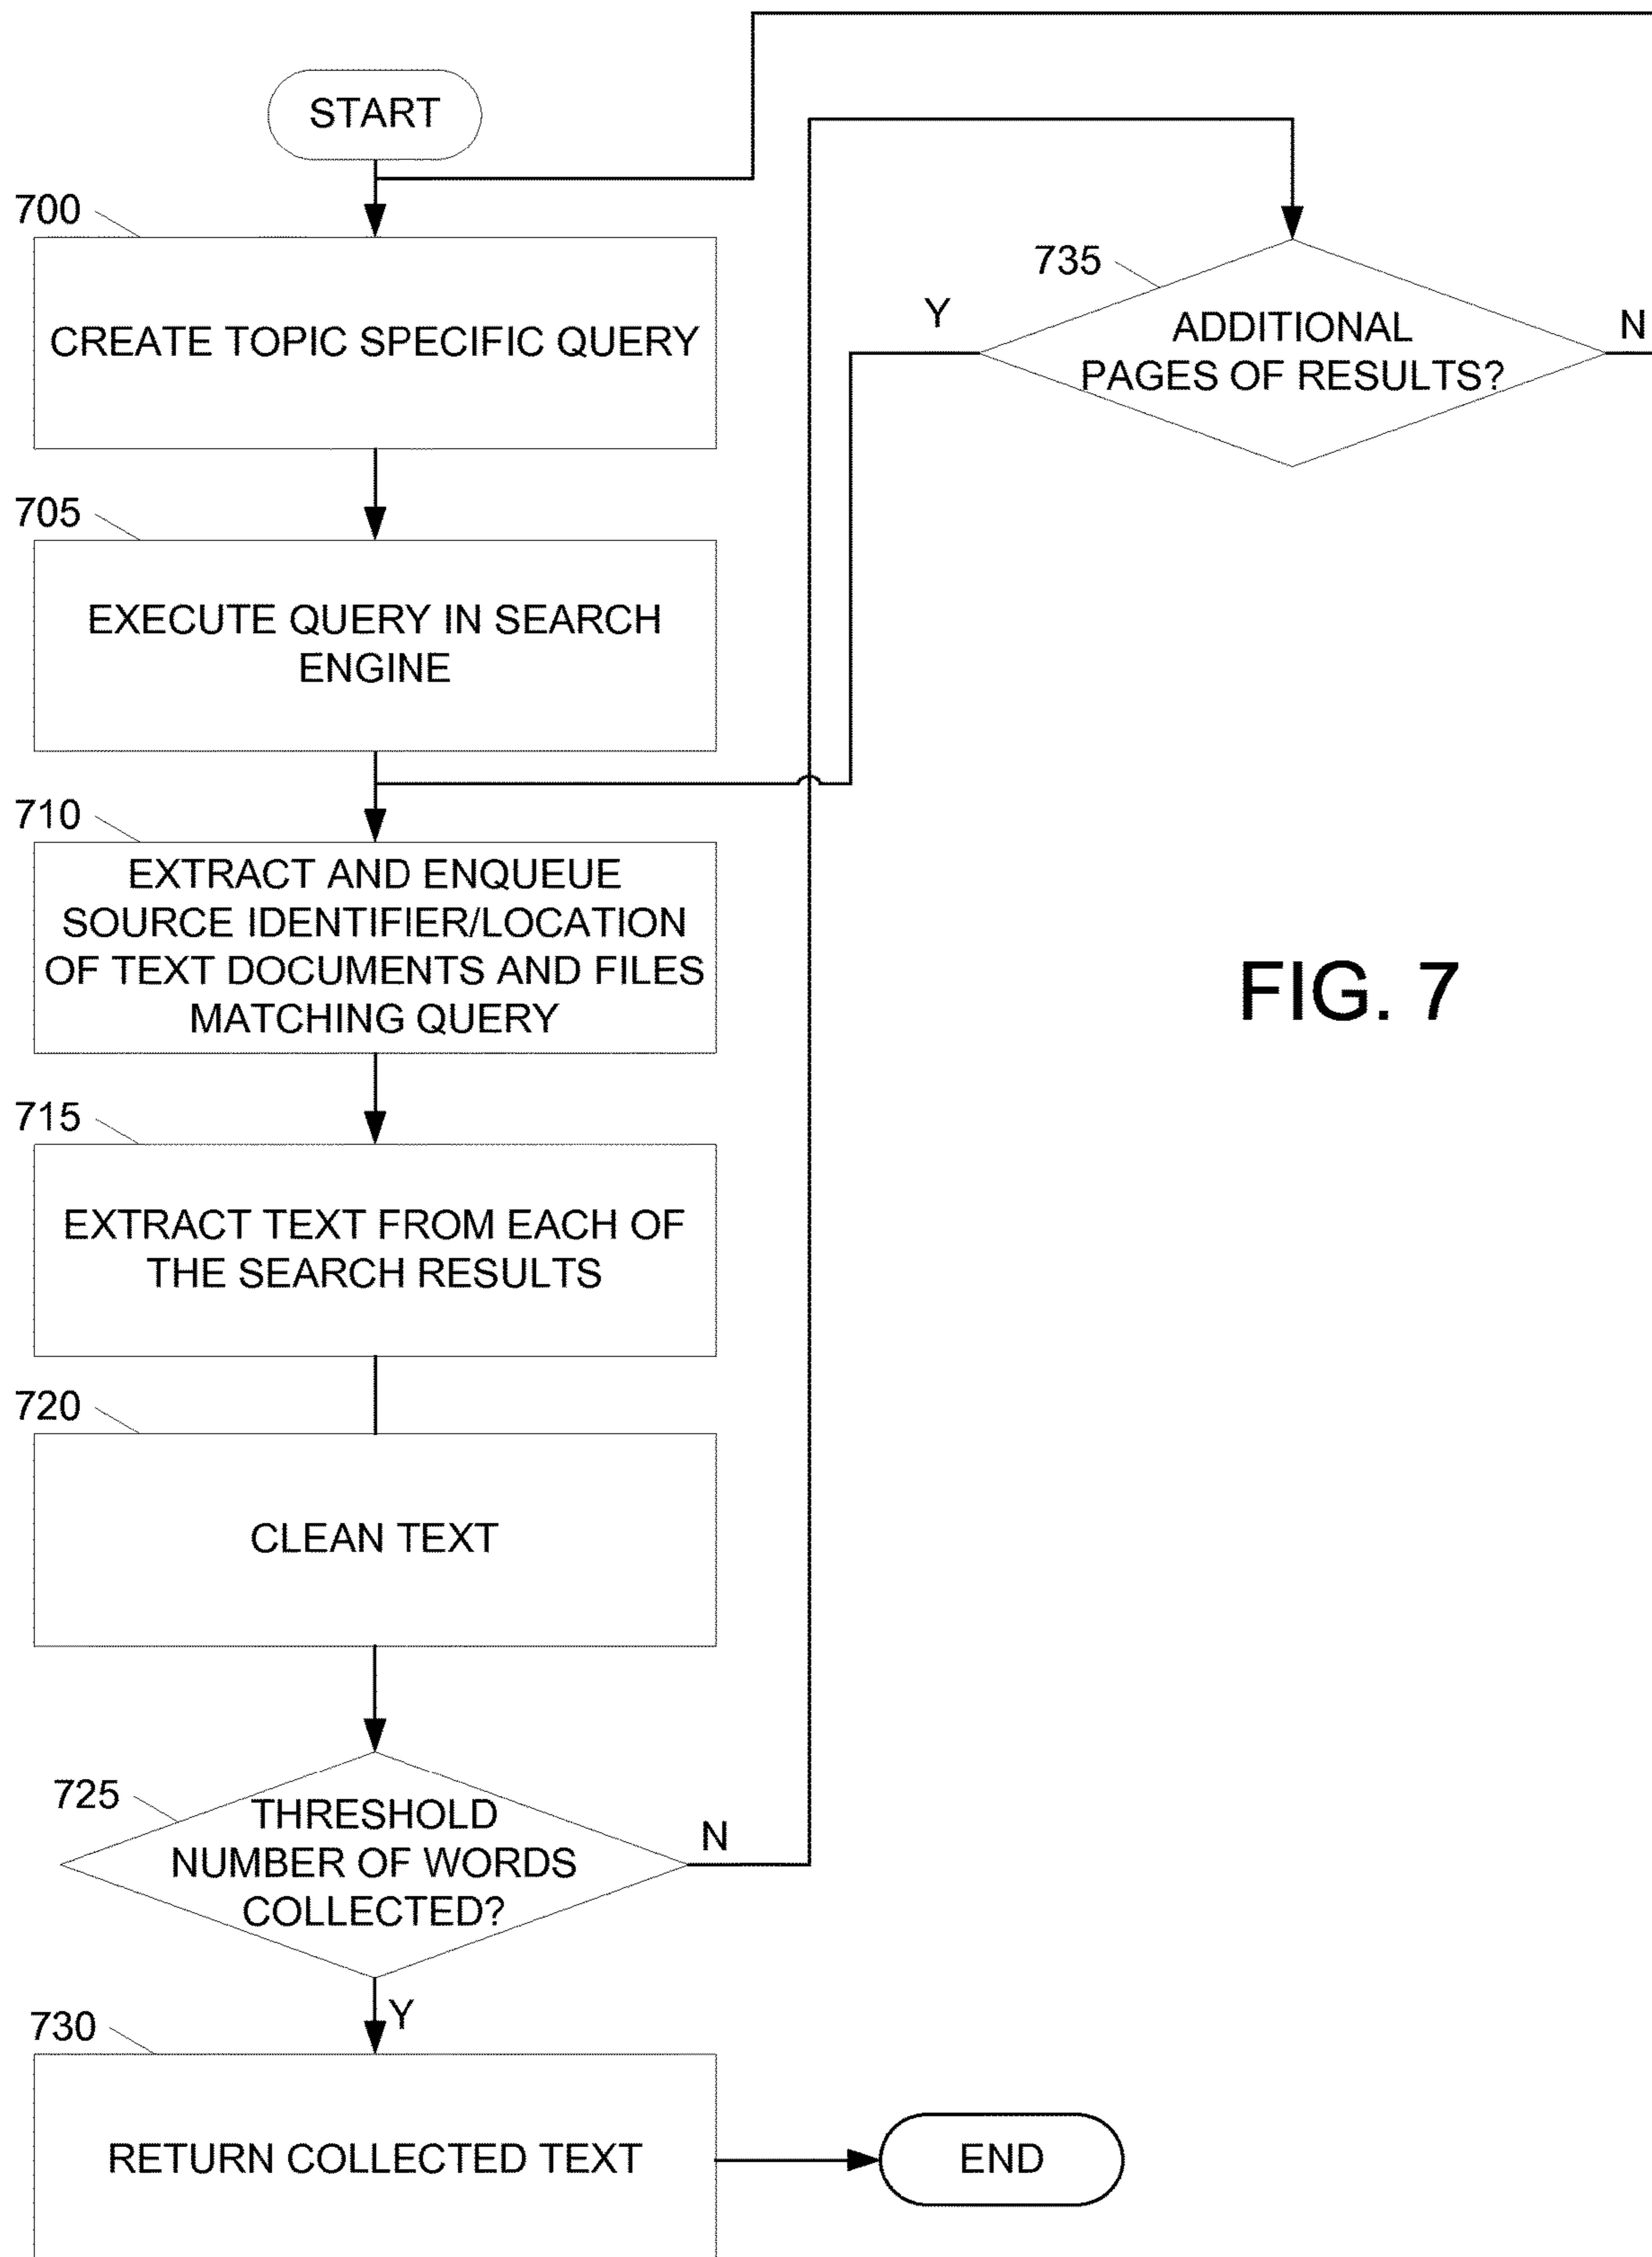 START
700
CREATE TOPIC SPECIFIC QUERY
705
EXECUTE QUERY IN SEARCH
ENGINE
710
EXTRACT AND ENQUEUE
SOURCE IDENTIFIER/LOCATION
OF TEXT DOCUMENTS AND FILES
MATCHING QUERY
715
EXTRACT TEXT FROM EACH OF
THE SEARCH RESULTS
720
CLEAN TEXT
725
THRESHOLD
NUMBER OF WORDS
COLLECTED?
N
Y
730
RETURN COLLECTED TEXT
END
735
ADDITIONAL
PAGES OF RESULTS?
Y
N
FIG. 7